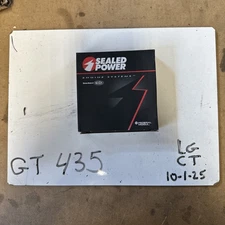 SEALED
POWER
ENGINE SYSTEMS
GT 435
LG
CT
10-1-25